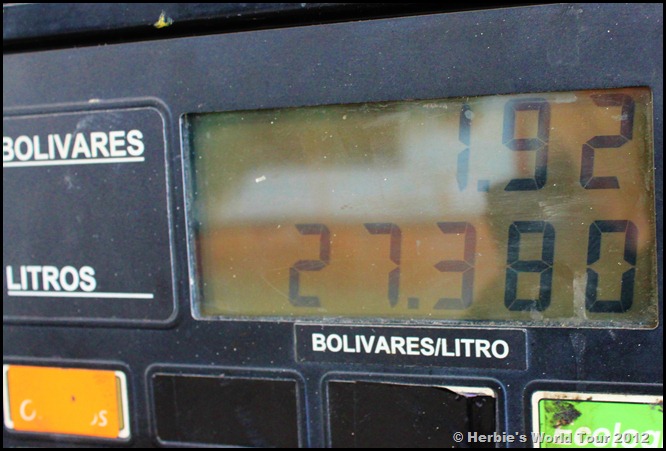 BOLIVARES
1.92
LITROS
27.380
BOLIVARES/LITRO
© Herbie's World Tour 2012